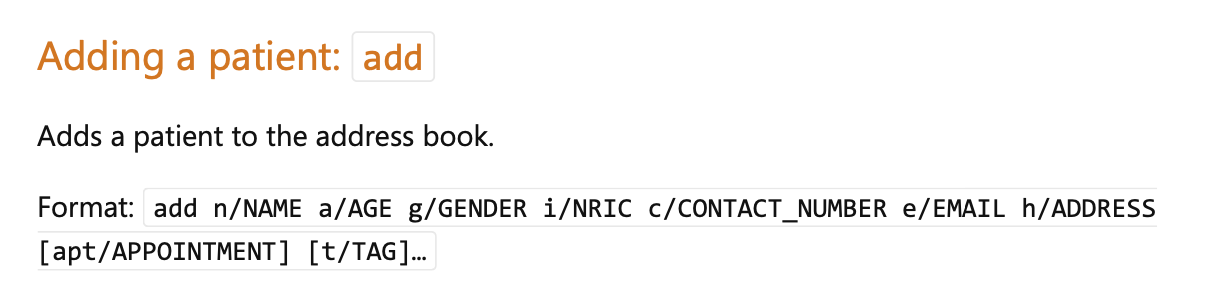 Adding a patient: add
Adds a patient to the address book.
Format: add n/NAME a/AGE g/GENDER i/NRIC c/CONTACT_NUMBER e/EMAIL h/ADDRESS
[apt/APPOINTMENT] [t/TAG]…